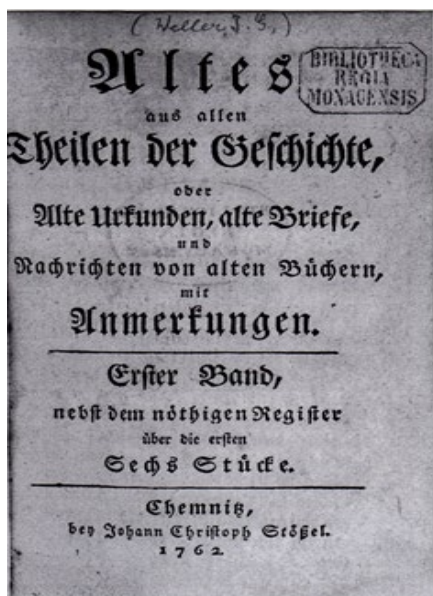 (Weller, J. G.,)
Altes
BIBLIOTHECA
REGIA
MONACENSIS
aus allen
Theilen der Geschichte,
oder
Alte Urkunden, alte Briefe,
und
Nachrichten von alten Büchern,
mit
Anmerkungen.
Erster Band,
nebst dem nöthigen Register
über die ersten
Sechs Stücke.
Chemnitz,
bey Johann Christoph Stößel.
1762.